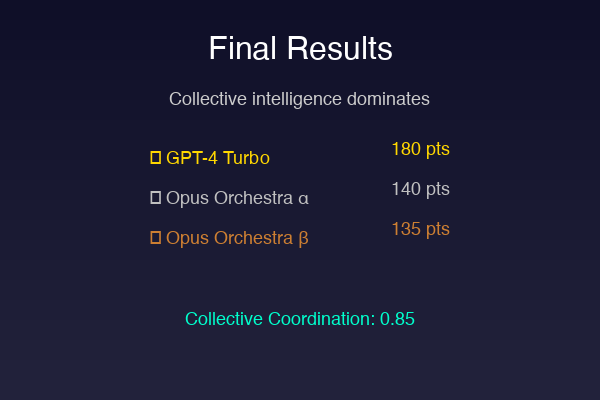 Final Results
Collective intelligence dominates
GPT-4 Turbo 180 pts
Opus Orchestra α 140 pts
Opus Orchestra β 135 pts
Collective Coordination: 0.85